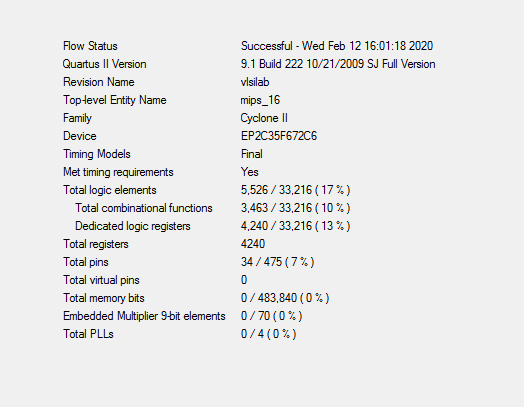 Flow Status Successful - Wed Feb 12 16:01:18 2020
Quartus II Version 9.1 Build 222 10/21/2009 SJ Full Version
Revision Name vlsilab
Top-level Entity Name mips_16
Family Cyclone II
Device EP2C35F672C6
Timing Models Final
Met timing requirements Yes
Total logic elements 5,526 / 33,216 ( 17 % )
Total combinational functions 3,463 / 33,216 ( 10 % )
Dedicated logic registers 4,240 / 33,216 ( 13 % )
Total registers 4240
Total pins 34 / 475 ( 7 % )
Total virtual pins 0
Total memory bits 0 / 483,840 ( 0 % )
Embedded Multiplier 9-bit elements 0 / 70 ( 0 % )
Total PLLs 0 / 4 ( 0 % )